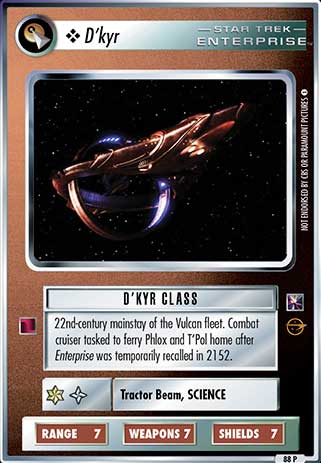 ❖ D'kyr
STAR TREK
ENTERPRISE™
NOT ENDORSED BY CBS OR PARAMOUNT PICTURES
D'KYR CLASS
22nd-century mainstay of the Vulcan fleet. Combat
cruiser tasked to ferry Phlox and T'Pol home after
Enterprise was temporarily recalled in 2152.
Tractor Beam, SCIENCE
RANGE 7
WEAPONS 7
SHIELDS 7
88 P